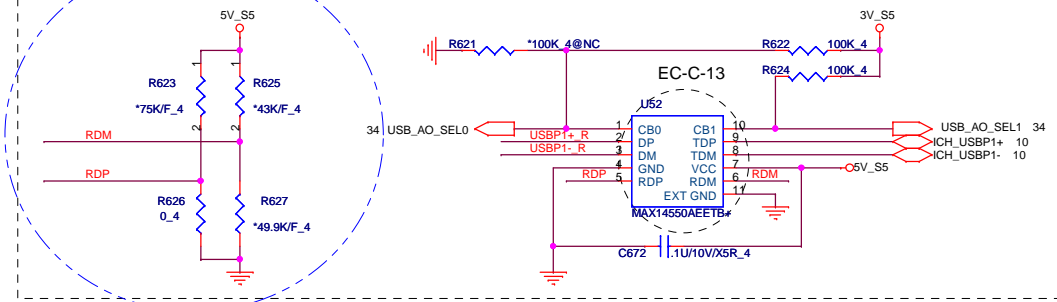 5V_S5
3V_S5
R621
*100K_4@NC
R622
100K_4
R624
100K_4
EC-C-13
1
R623
*75K/F_4
2
1
R625
*43K/F_4
2
RDM
RDP
R626
0_4
R627
*49.9K/F_4
U52
34 USB_AO_SEL0
1
CB0
CB1
10
USB_AO_SEL1 34
USBP1+_R
2
DP
TDP
9
ICH_USBP1+ 10
USBP1-_R
3
DM
TDM
8
ICH_USBP1- 10
4
GND
VCC
7
5V_S5
RDP
5
RDP
RDM
6
RDM
EXT GND
11
MAX14550AEETB+
C672
.1U/10V/X5R_4